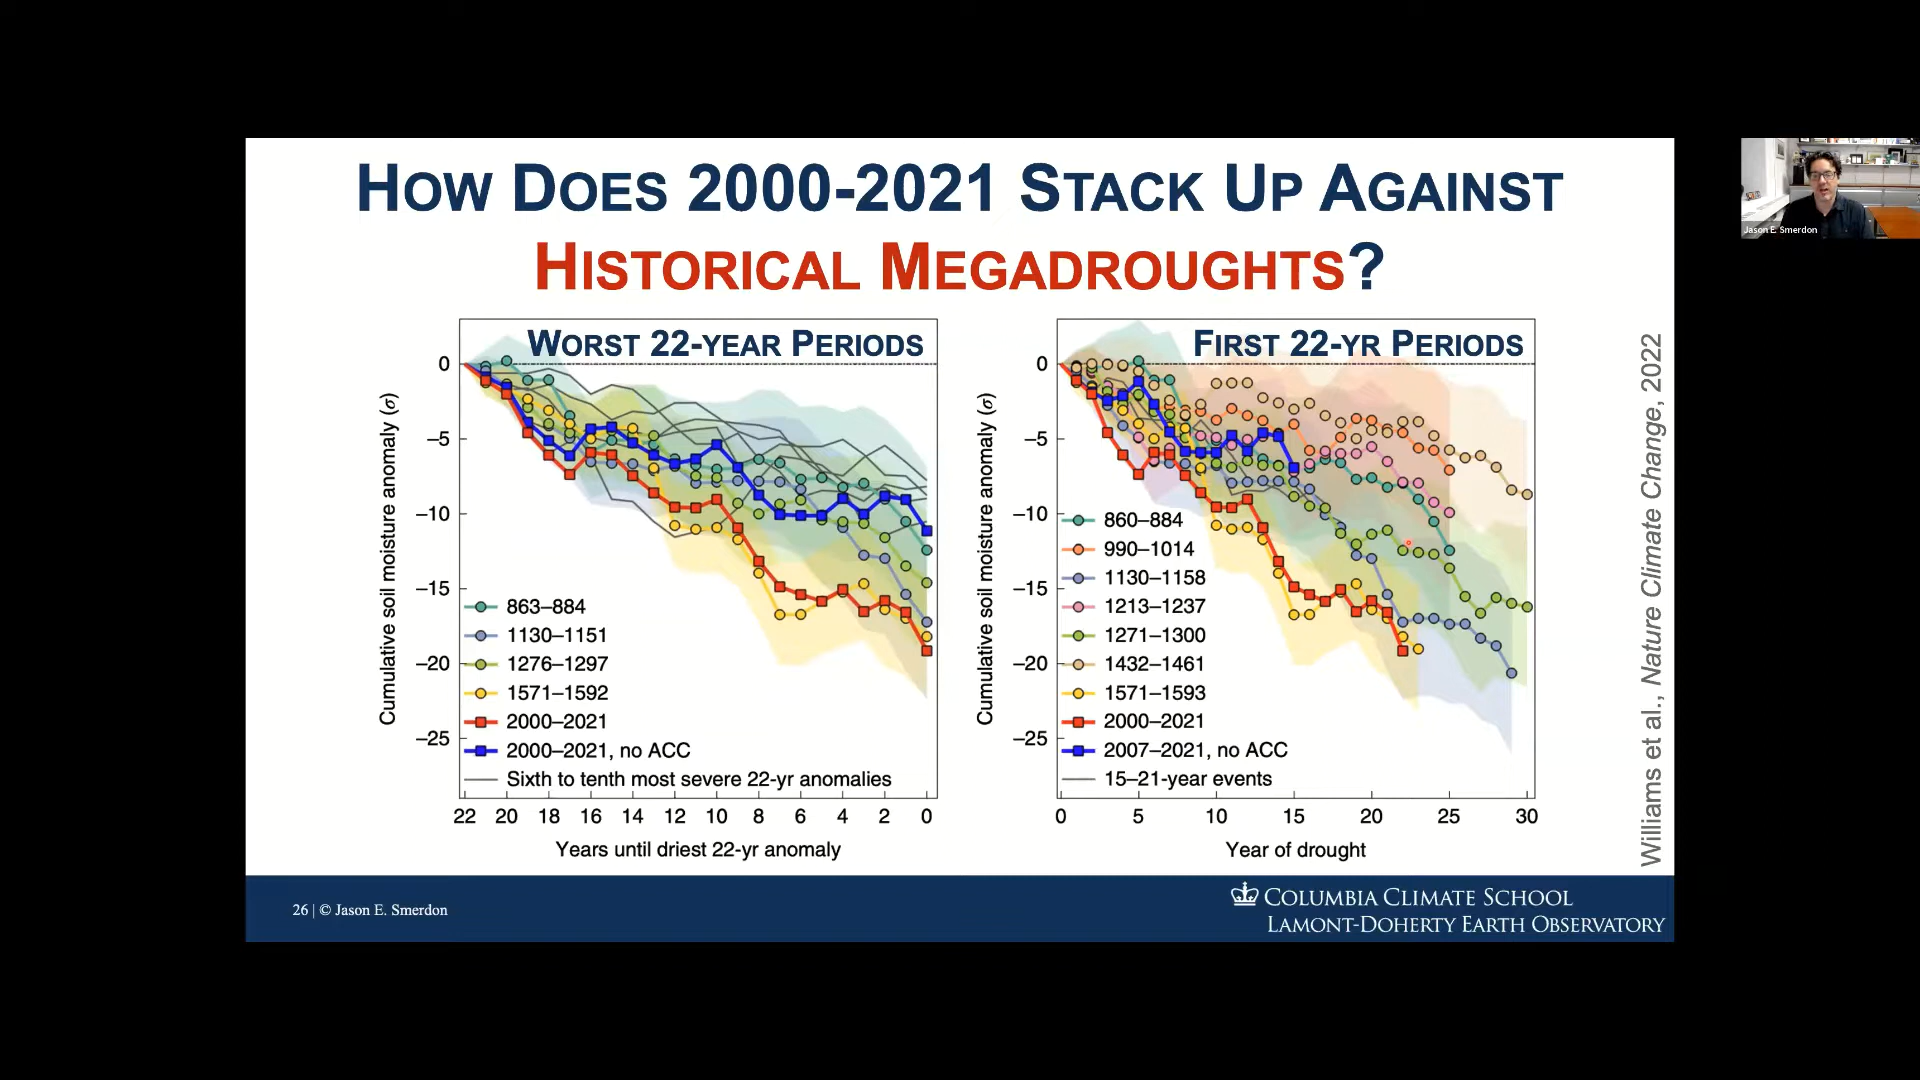 HOW DOES 2000-2021 STACK UP AGAINST
HISTORICAL MEGADROUGHTS?
WORST 22-YEAR PERIODS
Cumulative soil moisture anomaly (σ)
0
−5
−10
−15
−20
−25
863–884
1130–1151
1276–1297
1571–1592
2000–2021
2000–2021, no ACC
Sixth to tenth most severe 22-yr anomalies
22 20 18 16 14 12 10 8 6 4 2 0
Years until driest 22-yr anomaly
FIRST 22-YR PERIODS
Cumulative soil moisture anomaly (σ)
0
−5
−10
−15
−20
−25
860–884
990–1014
1130–1158
1213–1237
1271–1300
1432–1461
1571–1593
2000–2021
2007–2021, no ACC
15–21-year events
0 5 10 15 20 25 30
Year of drought
Williams et al., Nature Climate Change, 2022
26 | © Jason E. Smerdon
COLUMBIA CLIMATE SCHOOL
LAMONT-DOHERTY EARTH OBSERVATORY
Jason E. Smerdon